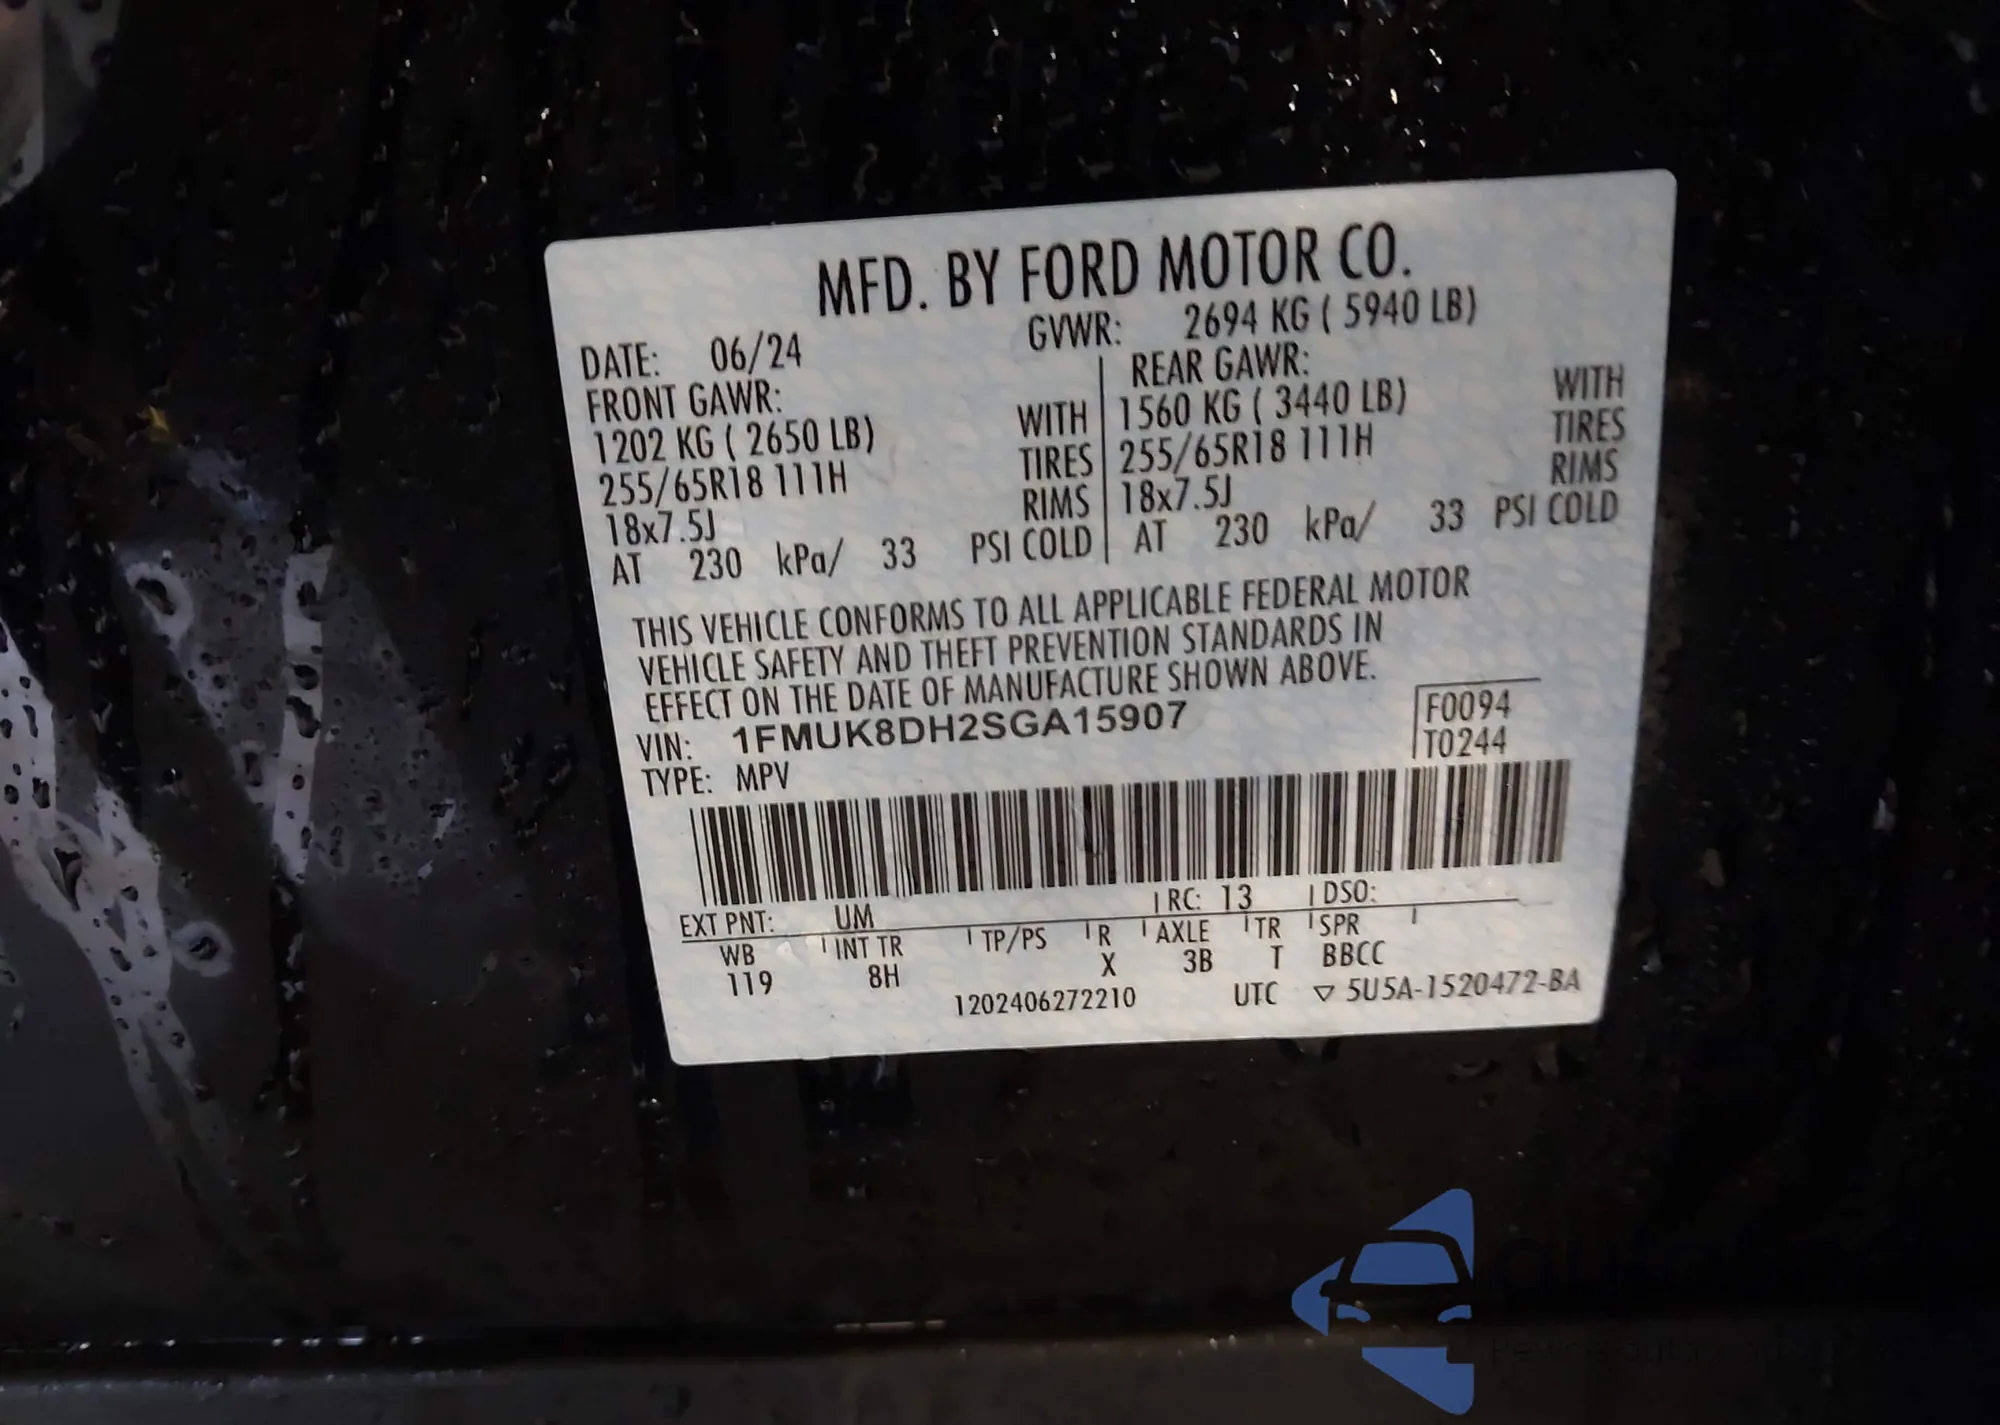 MFD. BY FORD MOTOR CO.
DATE: 06/24 GVWR: 2694 KG ( 5940 LB)
FRONT GAWR: REAR GAWR:
1202 KG ( 2650 LB) WITH 1560 KG ( 3440 LB) WITH
255/65R18 111H TIRES 255/65R18 111H TIRES
18x7.5J RIMS 18x7.5J RIMS
AT 230 kPa/ 33 PSI COLD AT 230 kPa/ 33 PSI COLD
THIS VEHICLE CONFORMS TO ALL APPLICABLE FEDERAL MOTOR
VEHICLE SAFETY AND THEFT PREVENTION STANDARDS IN
EFFECT ON THE DATE OF MANUFACTURE SHOWN ABOVE.
VIN: 1FMUK8DH2SGA15907 F0094
TYPE: MPV T0244
EXT PNT: UM RC: 13 DSO:
WB INT TR TP/PS R AXLE TR SPR
119 8H X 3B T BBCC
1202406272210 UTC ▽ 5U5A-1520472-BA